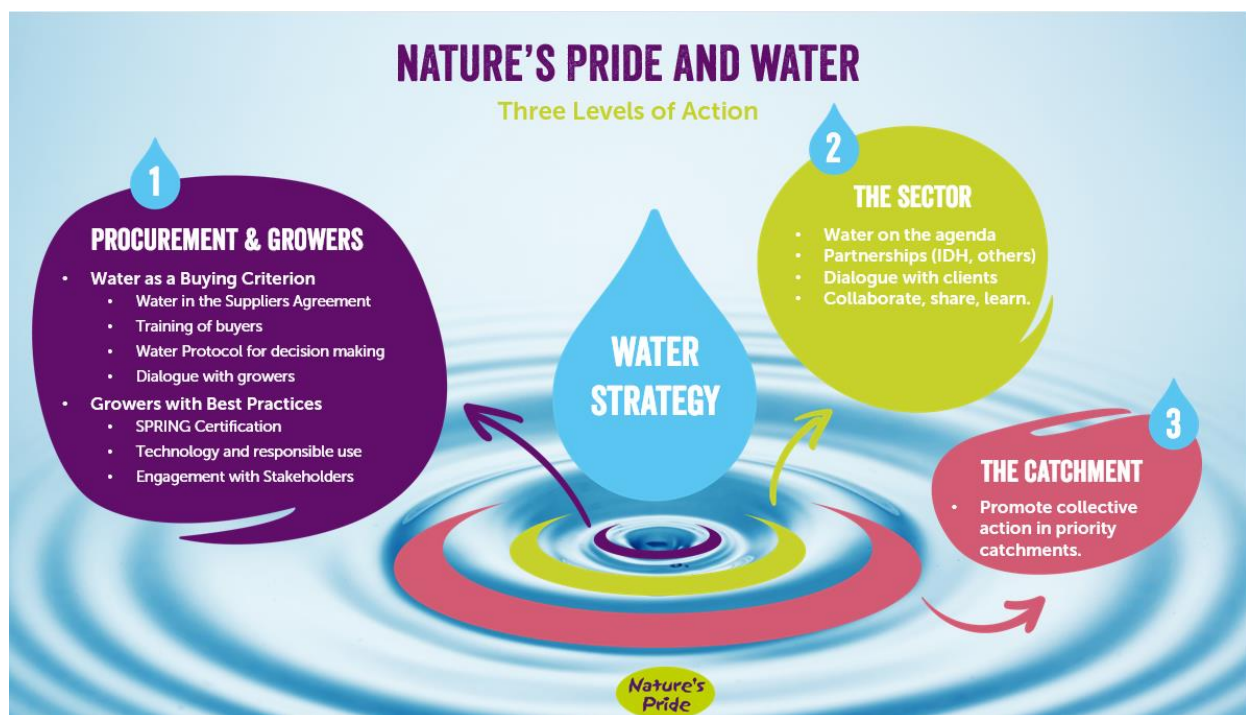 NATURE'S PRIDE AND WATER
Three Levels of Action
1
PROCUREMENT & GROWERS
• Water as a Buying Criterion
• Water in the Suppliers Agreement
• Training of buyers
• Water Protocol for decision making
• Dialogue with growers
• Growers with Best Practices
• SPRING Certification
• Technology and responsible use
• Engagement with Stakeholders
WATER
STRATEGY
2
THE SECTOR
• Water on the agenda
• Partnerships (IDH, others)
• Dialogue with clients
• Collaborate, share, learn.
3
THE CATCHMENT
• Promote collective
action in priority
catchments.
Nature's
Pride